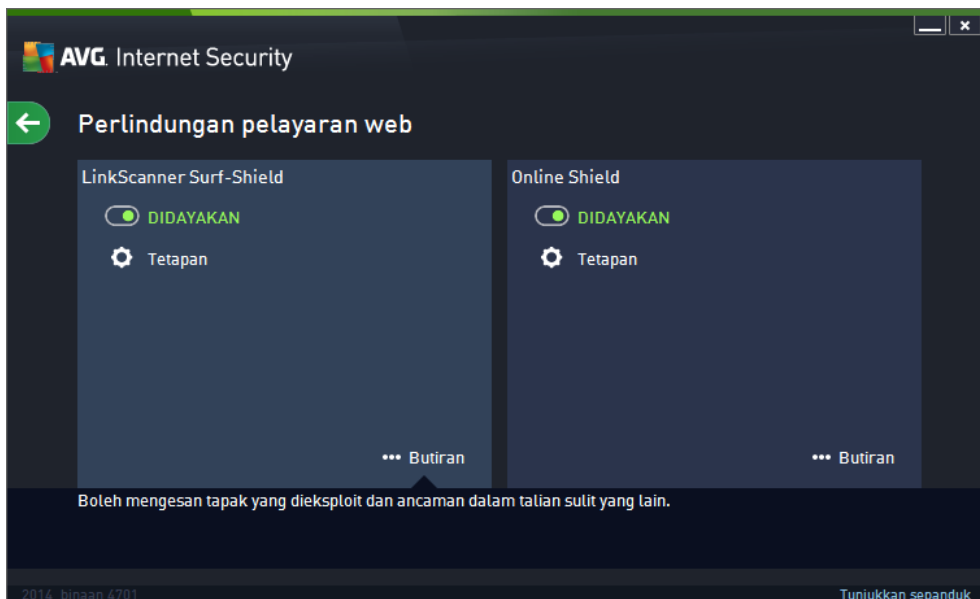 AVG. Internet Security
Perlindungan pelayaran web
LinkScanner Surf-Shield
DIDAYAKAN
Tetapan
••• Butiran
Online Shield
DIDAYAKAN
Tetapan
••• Butiran
Boleh mengesan tapak yang dieksploit dan ancaman dalam talian sulit yang lain.
2014 binaan 4701
Tunjukkan sepanduk